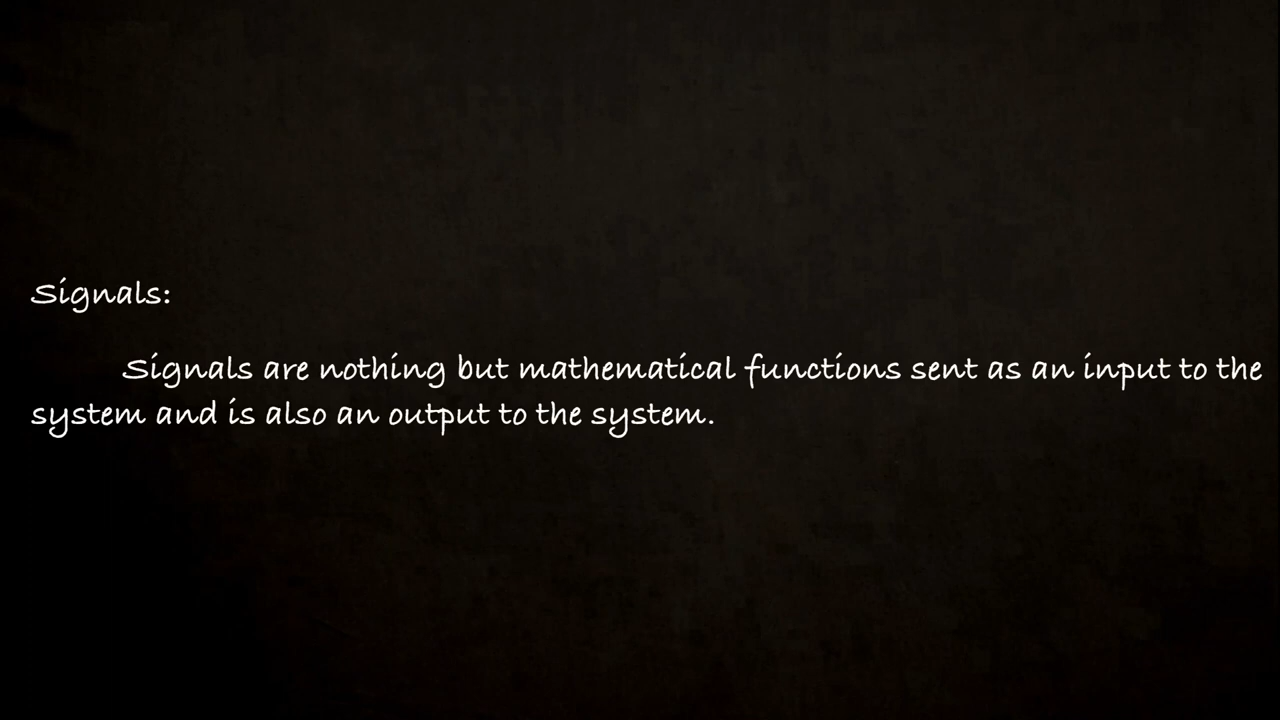 Signals:
Signals are nothing but mathematical functions sent as an input to the
system and is also an output to the system.